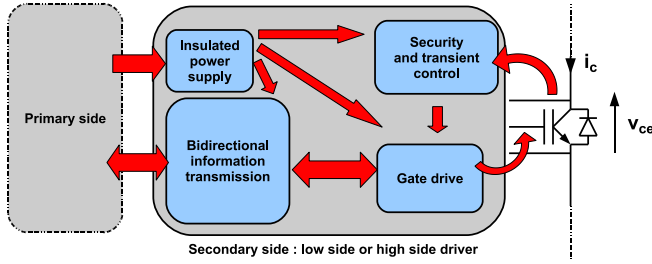 Primary side
Insulated
power
supply
Security
and transient
control
Bidirectional
information
transmission
Gate drive
ic
vce
Secondary side : low side or high side driver